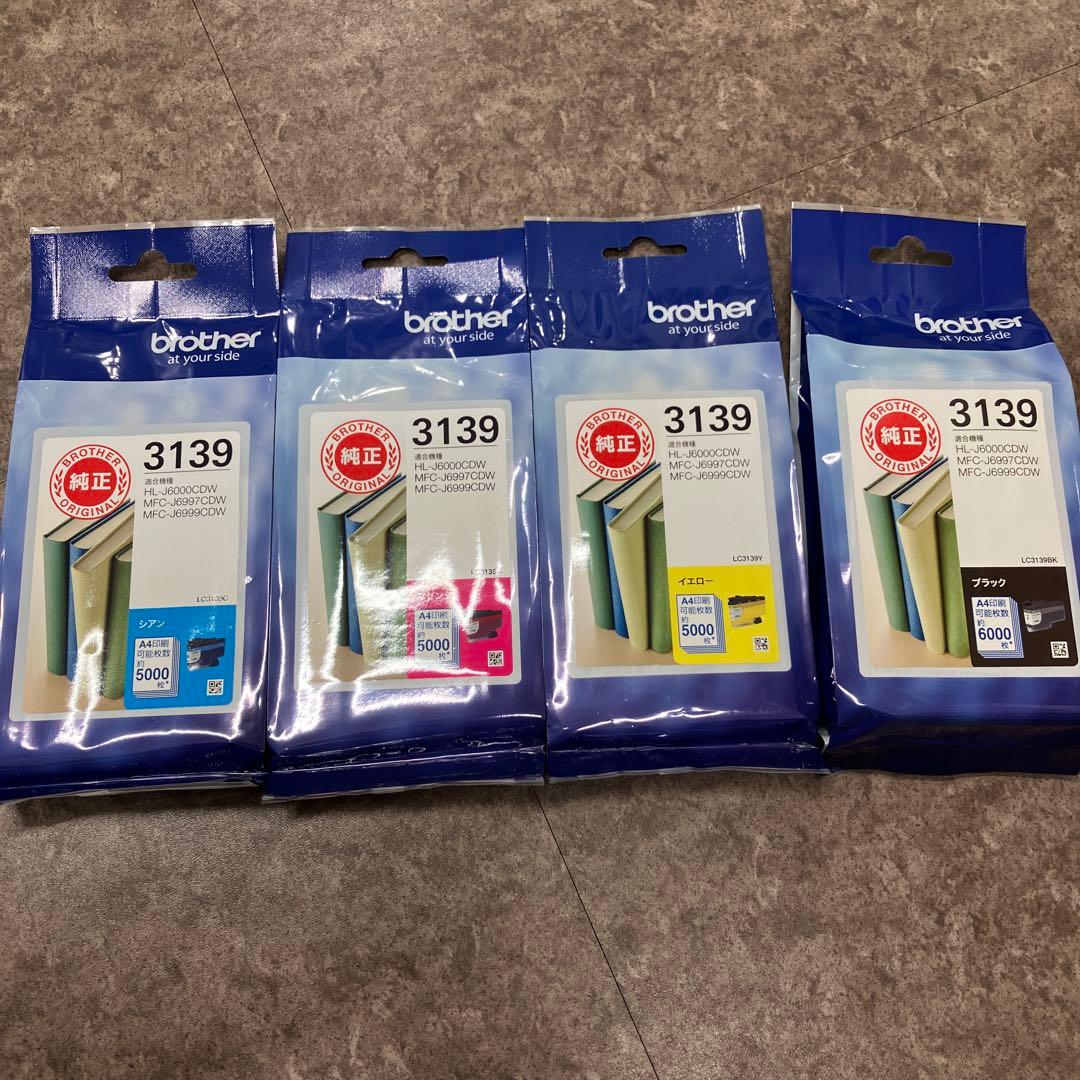 brother
at your side
BROTHER
純正
ORIGINAL
3139
適合機種
HL-J6000CDW
MFC-J6997CDW
MFC-J6999CDW
LC3139C
シアン
A4印刷
可能枚数
約
5000
枚*
brother
at your side
BROTHER
純正
ORIGINAL
3139
適合機種
HL-J6000CDW
MFC-J6997CDW
MFC-J6999CDW
LC3139M
マゼンタ
A4印刷
可能枚数
約
5000
枚*
brother
at your side
BROTHER
純正
ORIGINAL
3139
適合機種
HL-J6000CDW
MFC-J6997CDW
MFC-J6999CDW
LC3139Y
イエロー
A4印刷
可能枚数
約
5000
枚*
brother
at your side
BROTHER
純正
ORIGINAL
3139
適合機種
HL-J6000CDW
MFC-J6997CDW
MFC-J6999CDW
LC3139BK
ブラック
A4印刷
可能枚数
約
6000
枚*